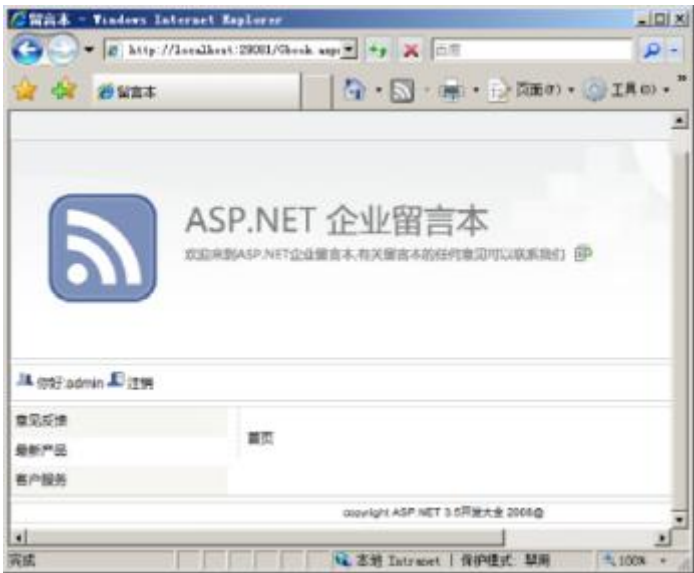 留言本 - Windows Internet Explorer
http://localhost:29081/Gbook.aspx
百度
留言本
页面(P) 工具(O)
ASP.NET 企业留言本
欢迎来到ASP.NET企业留言本,有关留言本的任何意见可以联系我们
你好:admin 注销
意见反馈
最新产品
首页
客户服务
copyright ASP.NET 3.5开发大全 2008@
完成 本地 Intranet | 保护模式: 禁用 100%